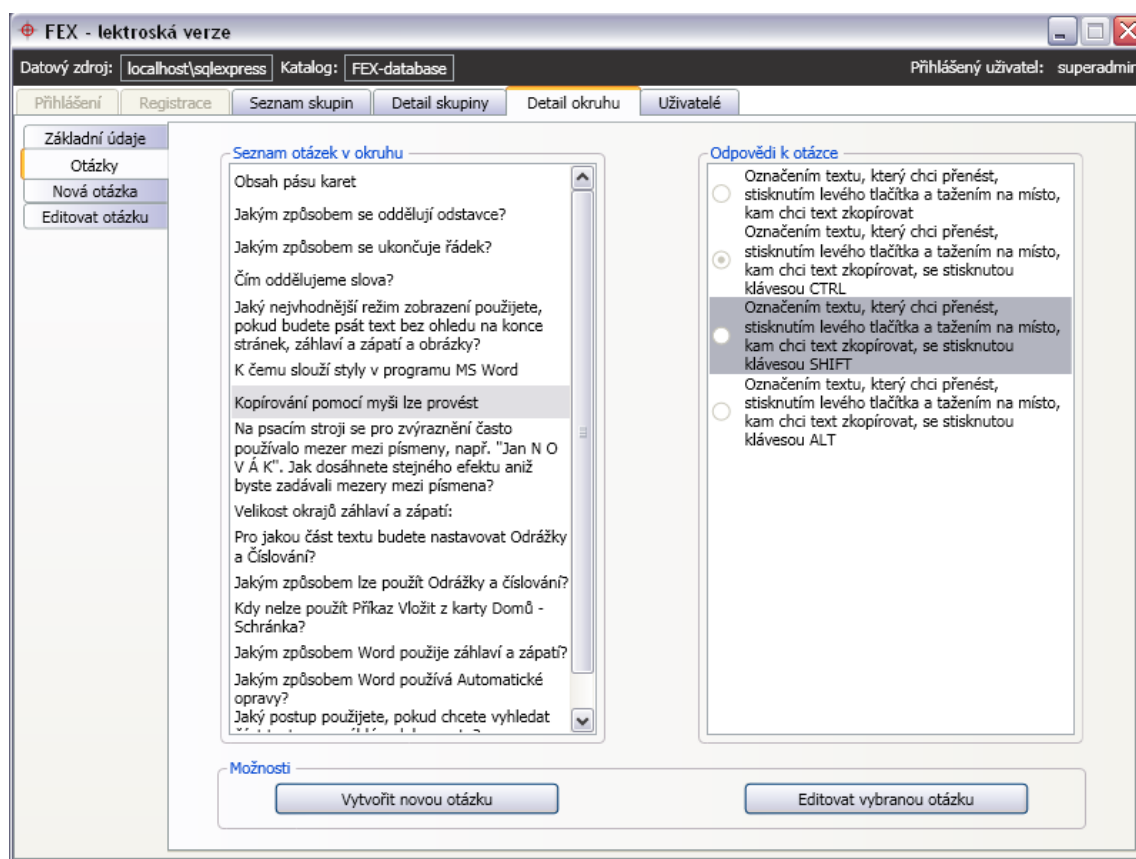 FEX - lektroská verze
Datový zdroj: localhost\sqlexpress Katalog: FEX-database Přihlášený uživatel: superadmin
Přihlášení Registrace Seznam skupin Detail skupiny Detail okruhu Uživatelé
Základní údaje
Otázky
Nová otázka
Editovat otázku
Seznam otázek v okruhu
Obsah pásu karet
Jakým způsobem se oddělují odstavce?
Jakým způsobem se ukončuje řádek?
Čím oddělujeme slova?
Jaký nejvhodnější režim zobrazení použijete,
pokud budete psát text bez ohledu na konce
stránek, záhlaví a zápatí a obrázky?
K čemu slouží styly v programu MS Word
Kopírování pomocí myši lze provést
Na psacím stroji se pro zvýraznění často
používalo mezer mezi písmeny, např. "Jan N O
V Á K". Jak dosáhnete stejného efektu aniž
byste zadávali mezery mezi písmena?
Velikost okrajů záhlaví a zápatí:
Pro jakou část textu budete nastavovat Odrážky
a Číslování?
Jakým způsobem lze použít Odrážky a číslování?
Kdy nelze použít Příkaz Vložit z karty Domů -
Schránka?
Jakým způsobem Word použije záhlaví a zápatí?
Jakým způsobem Word používá Automatické
opravy?
Jaký postup použijete, pokud chcete vyhledat
Odpovědi k otázce
Označením textu, který chci přenést,
stisknutím levého tlačítka a tažením na místo,
kam chci text zkopírovat
Označením textu, který chci přenést,
stisknutím levého tlačítka a tažením na místo,
kam chci text zkopírovat, se stisknutou
klávesou CTRL
Označením textu, který chci přenést,
stisknutím levého tlačítka a tažením na místo,
kam chci text zkopírovat, se stisknutou
klávesou SHIFT
Označením textu, který chci přenést,
stisknutím levého tlačítka a tažením na místo,
kam chci text zkopírovat, se stisknutou
klávesou ALT
Možnosti
Vytvořit novou otázku
Editovat vybranou otázku